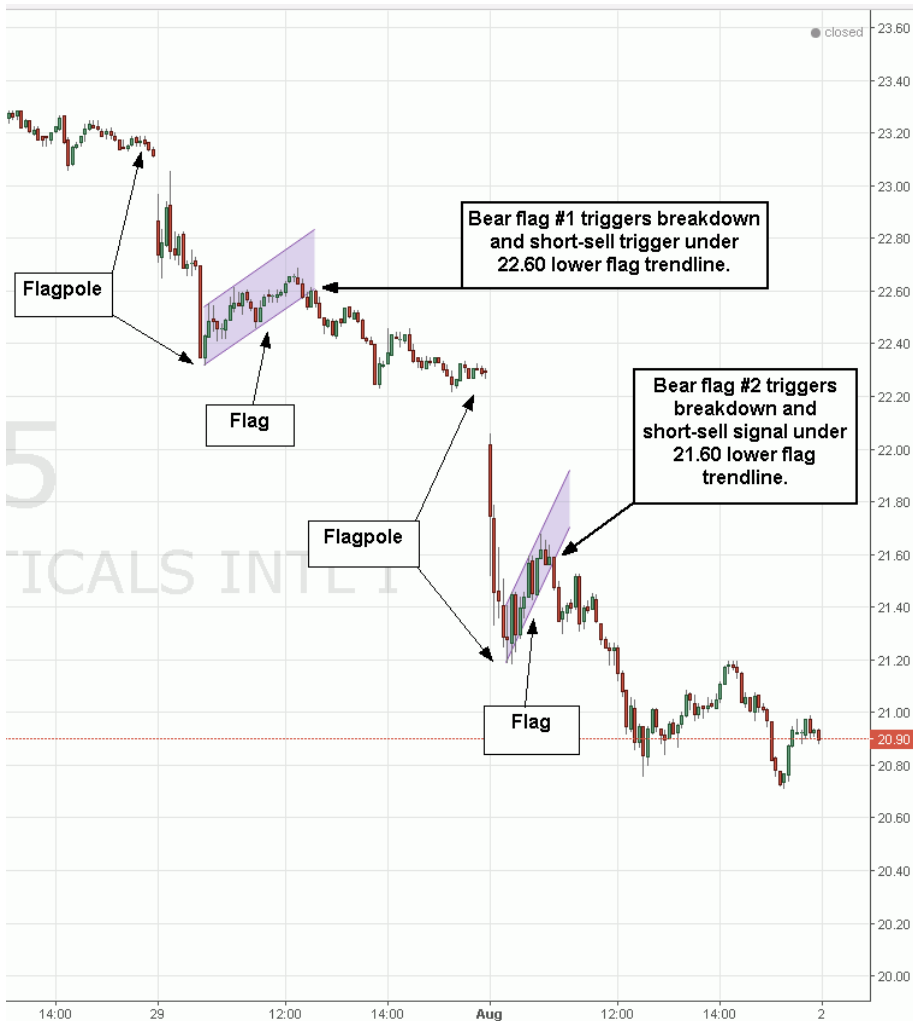 closed
23.60
23.40
23.20
23.00
22.80
22.60
22.40
22.20
22.00
21.80
21.60
21.40
21.20
21.00
20.90
20.80
20.60
20.40
20.20
20.00
Bear flag #1 triggers breakdown
and short-sell trigger under
22.60 lower flag trendline.
Flagpole
Flag
Bear flag #2 triggers
breakdown and
short-sell signal under
21.60 lower flag
trendline.
Flagpole
Flag
5
TICALS INTE
14:00
29
12:00
14:00
Aug
12:00
14:00
2